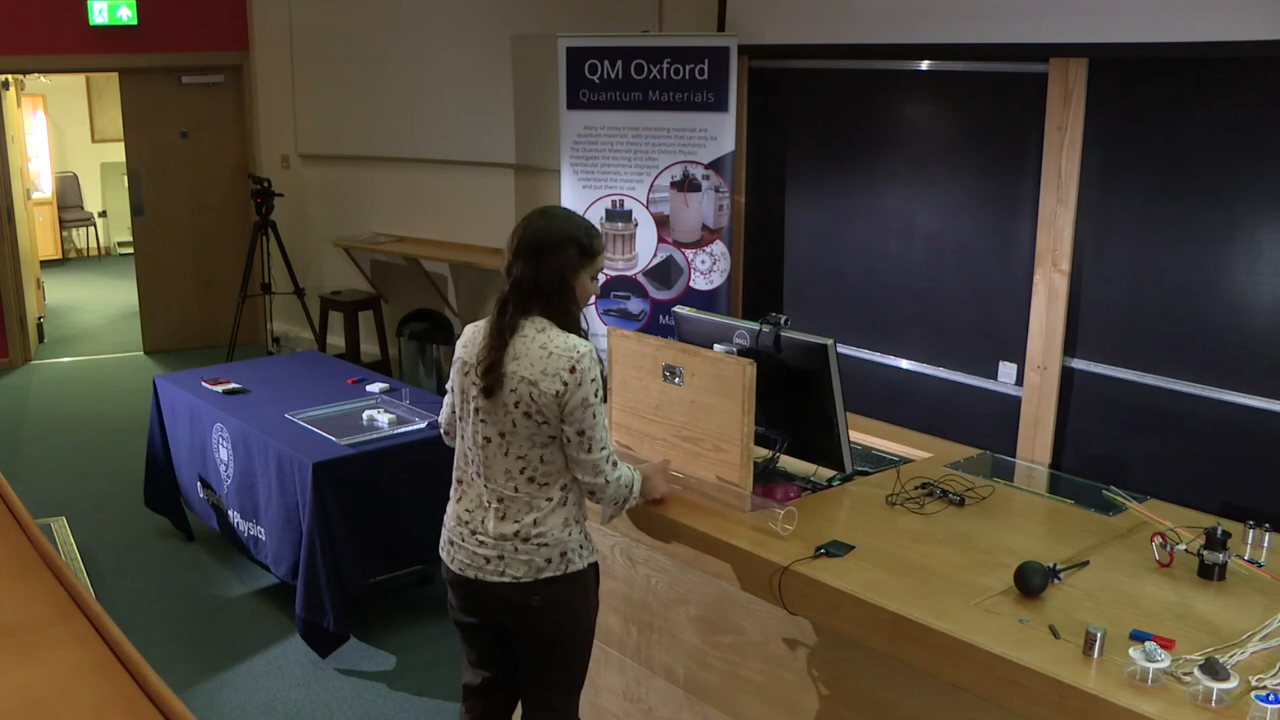 QM Oxford
Quantum Materials
Many of today's most interesting materials are
'quantum materials', with properties that can only be
described using the theory of quantum mechanics.
The Quantum Materials group in Oxford Physics
investigates the exciting and often
spectacular phenomena displayed
by these materials, in order to
understand the materials
and put them to use.
Ma
DELL
Physics